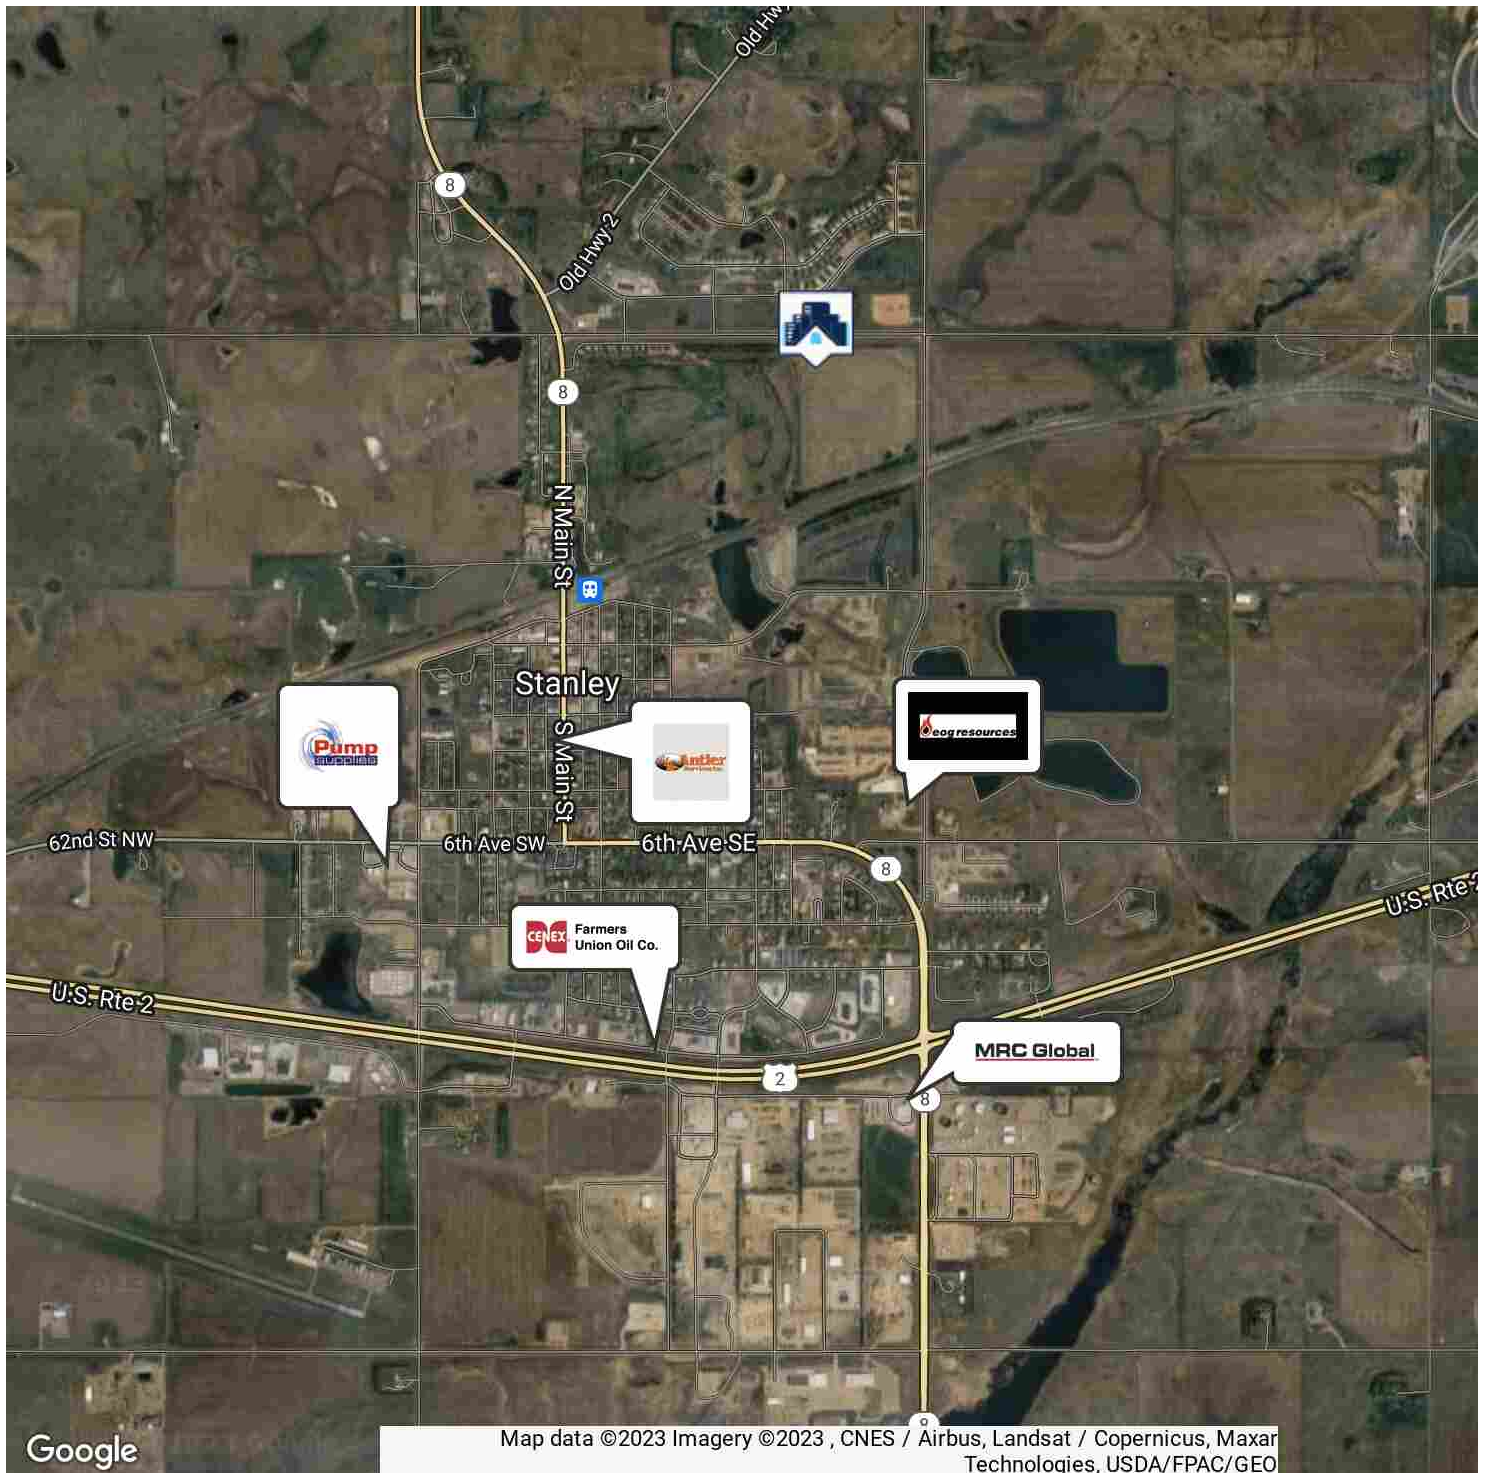 Old Hwy
8
Old Hwy 2
8
N Main St
Stanley
Pump
supplies
S Main St
Antler
eog resources
62nd St NW
6th Ave SW
6th Ave SE
8
U.S. Rte 2
CENEX
Farmers
Union Oil Co.
U.S. Rte 2
MRC Global
2
8
8
Google
Map data ©2023 Imagery ©2023 , CNES / Airbus, Landsat / Copernicus, Maxar
Technologies, USDA/FPAC/GEO